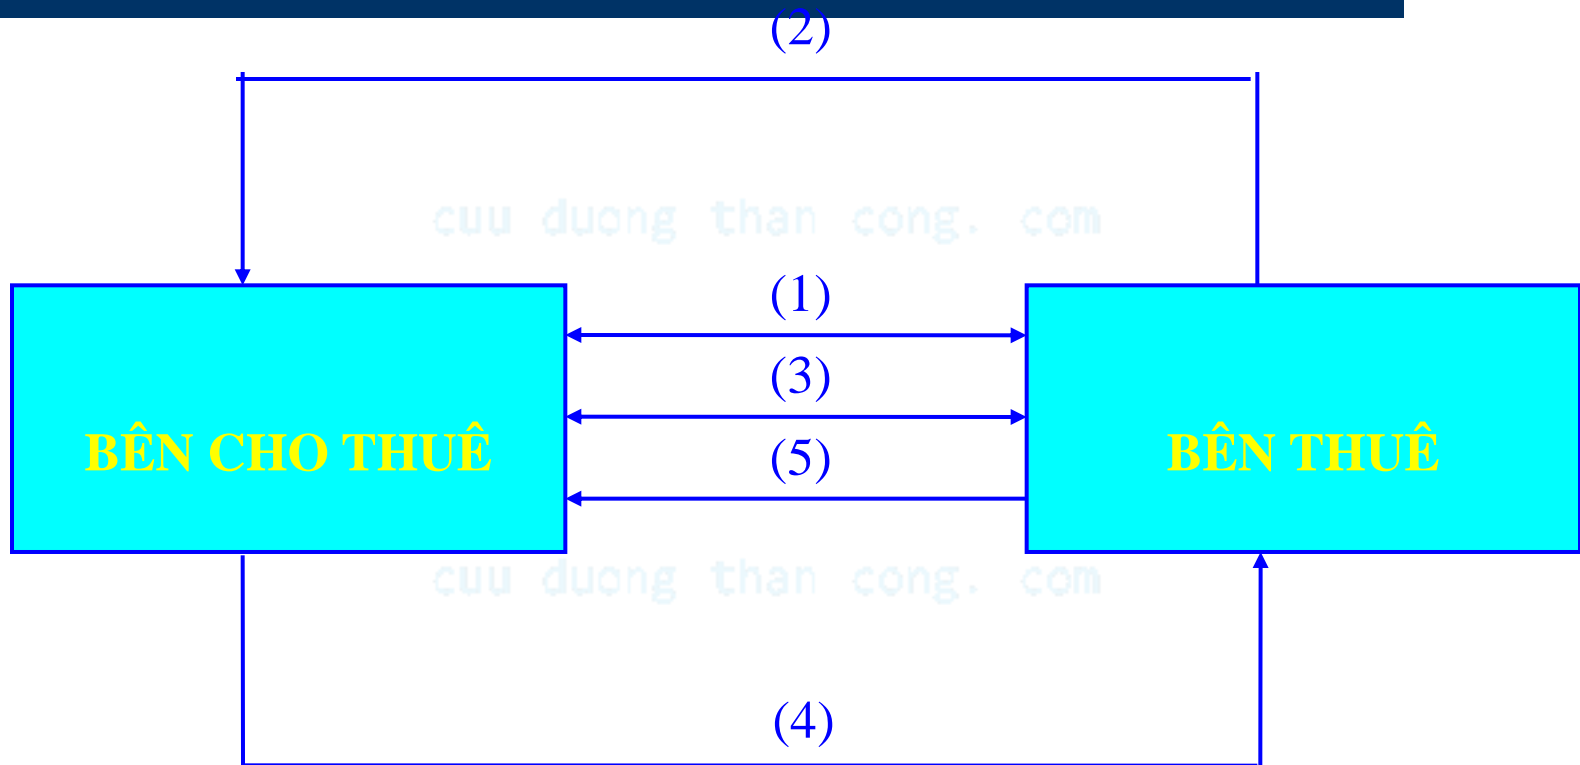 (2)
cuu duong than cong. com
(1)
(3)
BÊN CHO THUÊ
BÊN THUÊ
(5)
cuu duong than cong. com
(4)